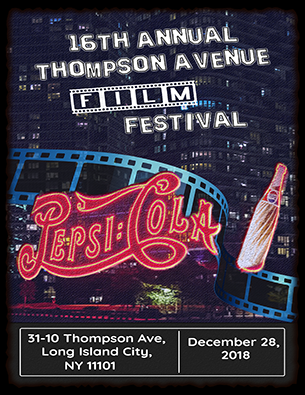 16TH ANNUAL
THOMPSON AVENUE
FILM
FESTIVAL
PEPSI:COLA
31-10 Thompson Ave,
Long Island City,
NY 11101
December 28,
2018